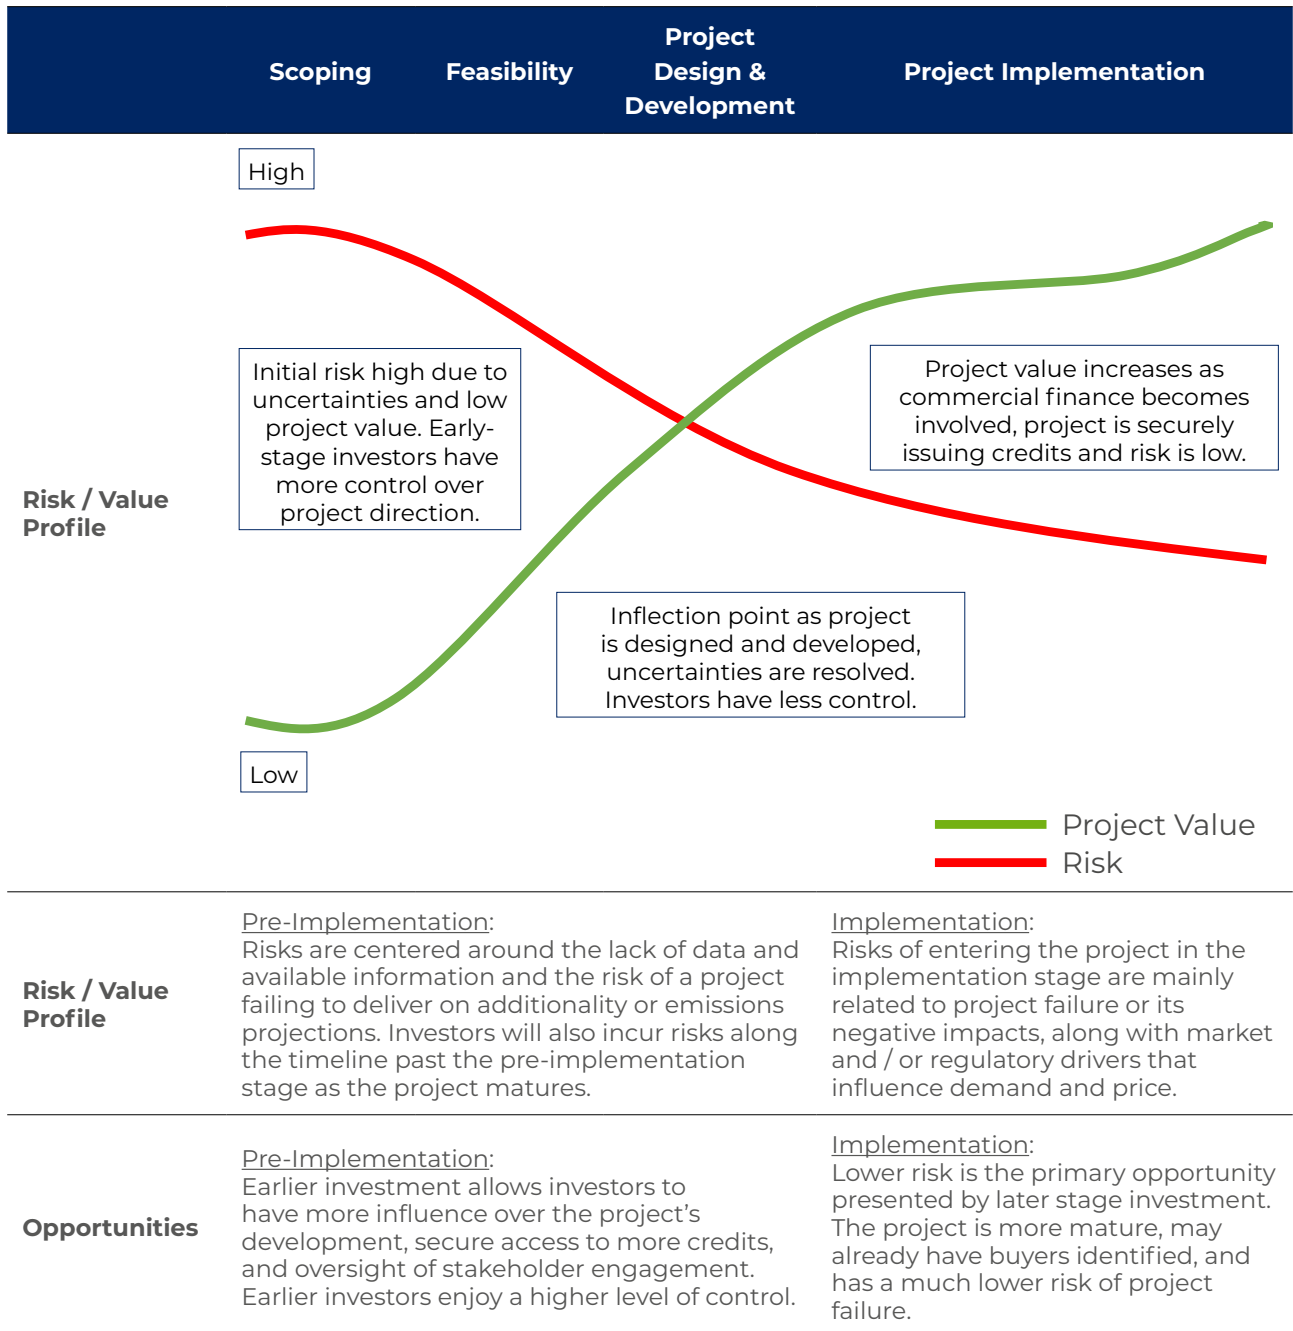 Scoping
Feasibility
Project
Design &
Development
Project Implementation
Risk / Value
Profile
High
Initial risk high due to
uncertainties and low
project value. Early-
stage investors have
more control over
project direction.
Project value increases as
commercial finance becomes
involved, project is securely
issuing credits and risk is low.
Inflection point as project
is designed and developed,
uncertainties are resolved.
Investors have less control.
Low
Project Value
Risk
Risk / Value
Profile
Pre-Implementation:
Risks are centered around the lack of data and
available information and the risk of a project
failing to deliver on additionality or emissions
projections. Investors will also incur risks along
the timeline past the pre-implementation
stage as the project matures.
Implementation:
Risks of entering the project in the
implementation stage are mainly
related to project failure or its
negative impacts, along with market
and / or regulatory drivers that
influence demand and price.
Opportunities
Pre-Implementation:
Earlier investment allows investors to
have more influence over the project’s
development, secure access to more credits,
and oversight of stakeholder engagement.
Earlier investors enjoy a higher level of control.
Implementation:
Lower risk is the primary opportunity
presented by later stage investment.
The project is more mature, may
already have buyers identified, and
has a much lower risk of project
failure.